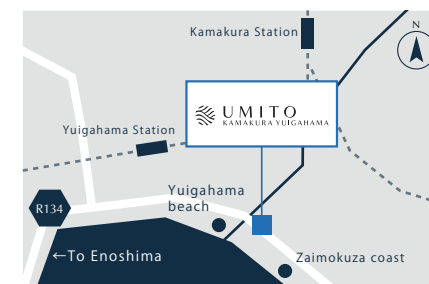 Kamakura Station
N
UMITO
KAMAKURA YUIGAHAMA
Yuigahama Station
Yuigahama
beach
R134
←To Enoshima
Zaimokuza coast